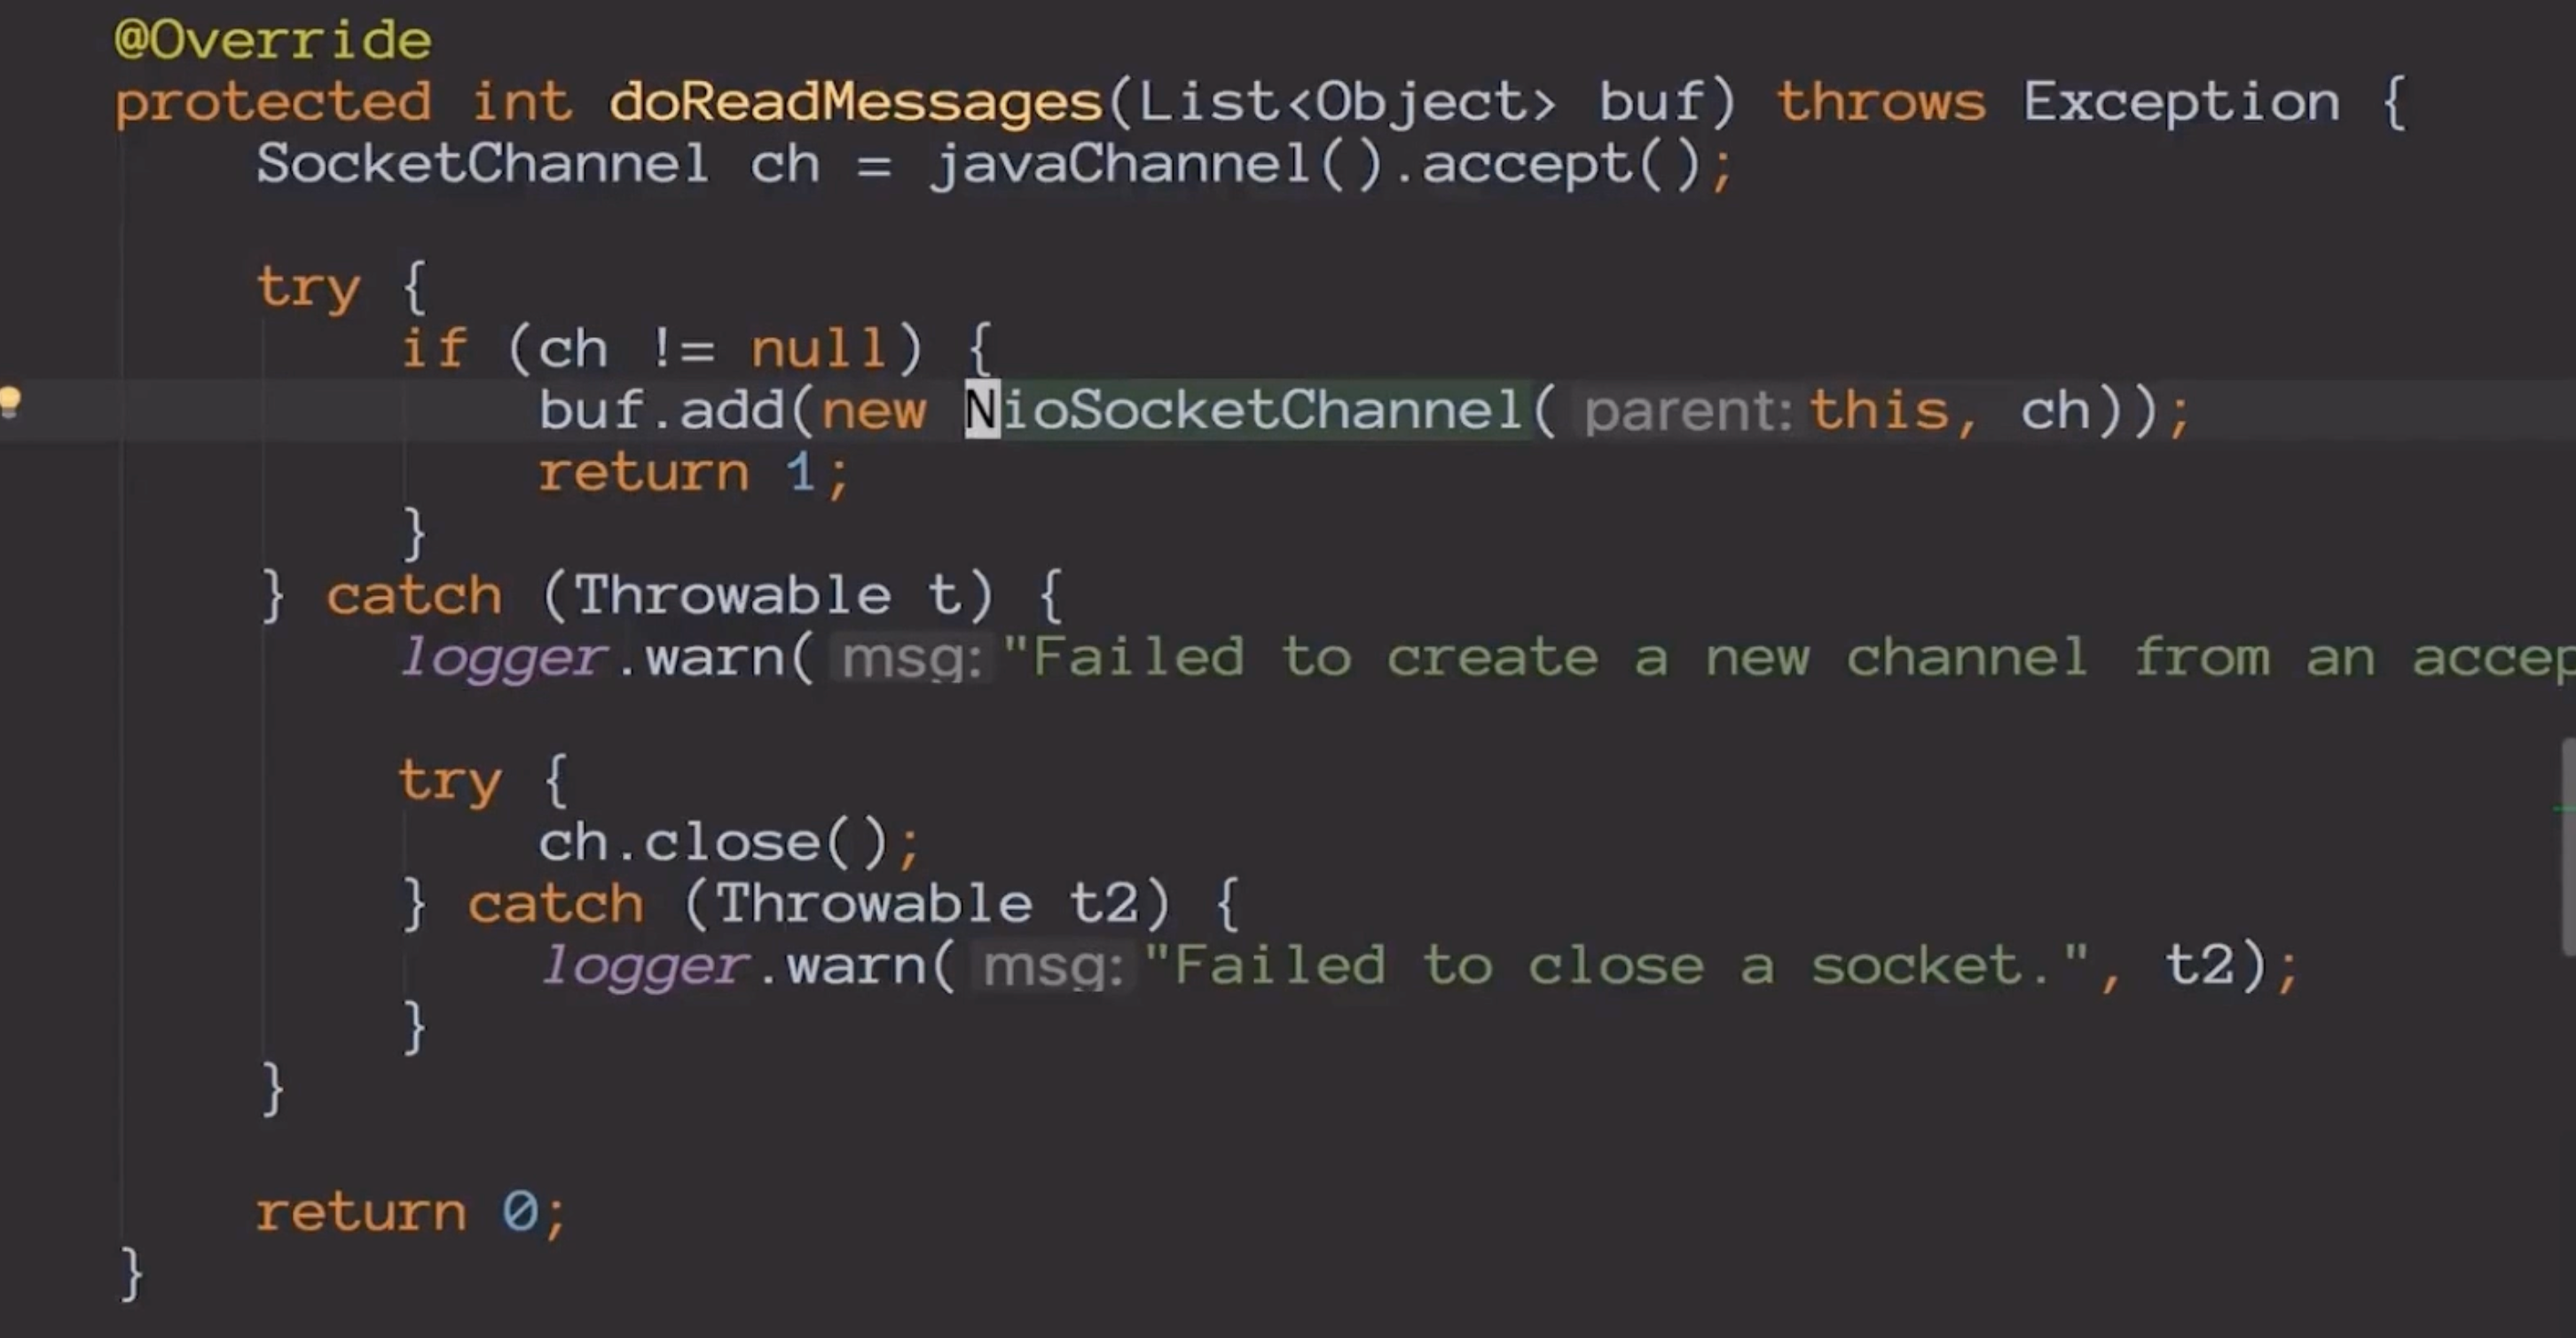 @Override
protected int doReadMessages(List<Object> buf) throws Exception {
SocketChannel ch = javaChannel().accept();
try {
if (ch != null) {
buf.add(new NioSocketChannel( parent: this, ch));
return 1;
}
} catch (Throwable t) {
logger.warn( msg: "Failed to create a new channel from an accep
try {
ch.close();
} catch (Throwable t2) {
logger.warn( msg: "Failed to close a socket.", t2);
}
}
return 0;
}